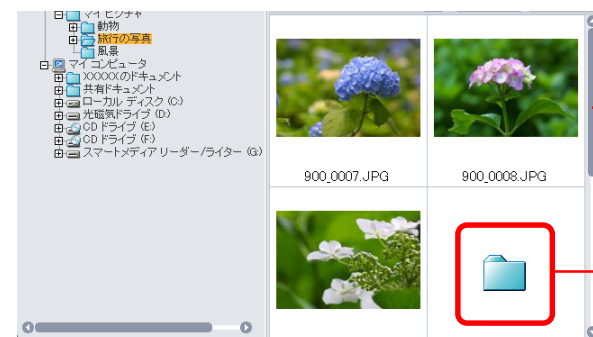 マイ ピクチャ
動物
旅行の写真
風景
マイ コンピュータ
XXXXXのドキュメント
共有ドキュメント
ローカル ディスク (C:)
光磁気ドライブ (D:)
CD ドライブ (E:)
CD ドライブ (F:)
スマートメディア リーダー/ライター (G:)
900_0007.JPG
900_0008.JPG